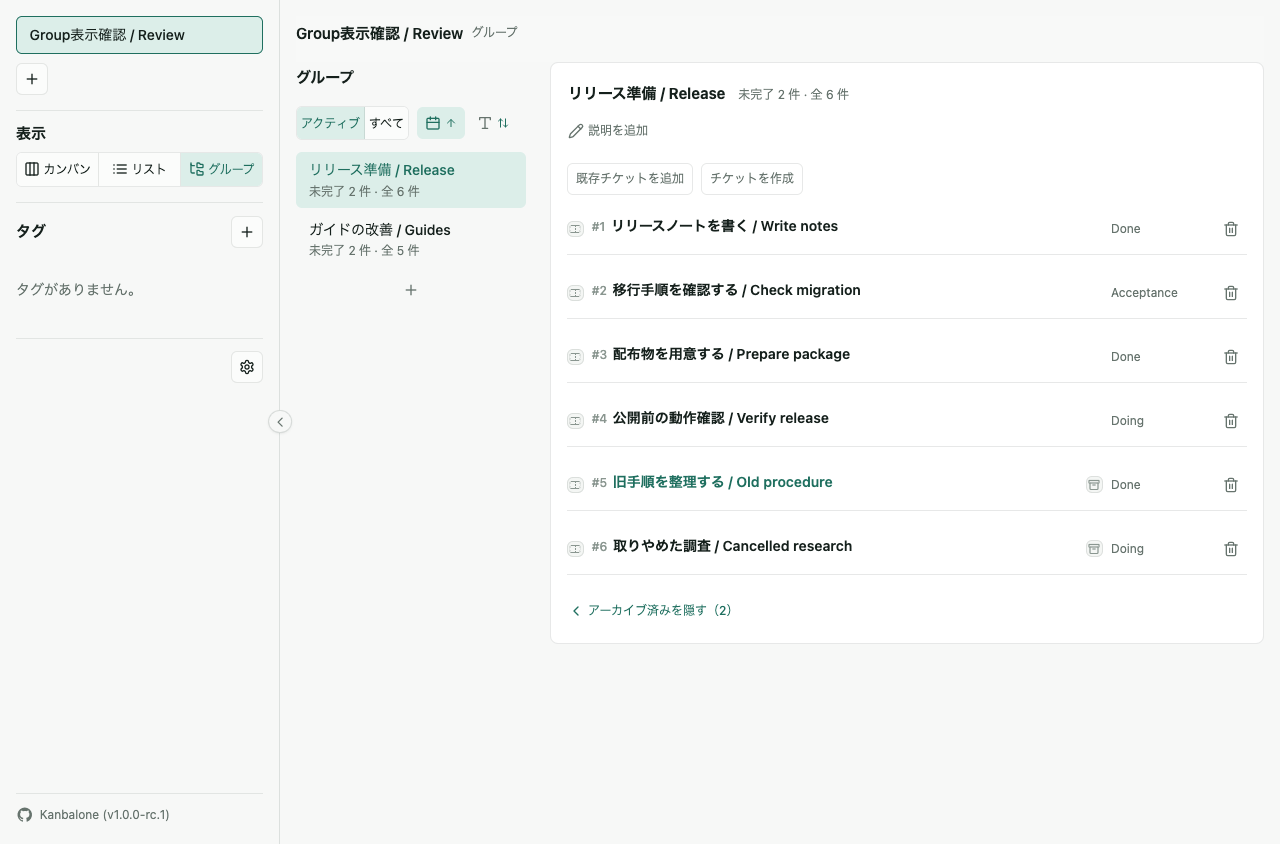 Group表示確認 / Review
表示
カンバン リスト グループ
タグ
タグがありません。
Kanbalone (v1.0.0-rc.1)
Group表示確認 / Review グループ
グループ
アクティブ すべて
リリース準備 / Release
未完了 2 件 · 全 6 件
ガイドの改善 / Guides
未完了 2 件 · 全 5 件
リリース準備 / Release 未完了 2 件 · 全 6 件
説明を追加
既存チケットを追加 チケットを作成
#1 リリースノートを書く / Write notes Done
#2 移行手順を確認する / Check migration Acceptance
#3 配布物を用意する / Prepare package Done
#4 公開前の動作確認 / Verify release Doing
#5 旧手順を整理する / Old procedure Done
#6 取りやめた調査 / Cancelled research Doing
アーカイブ済みを隠す（2）